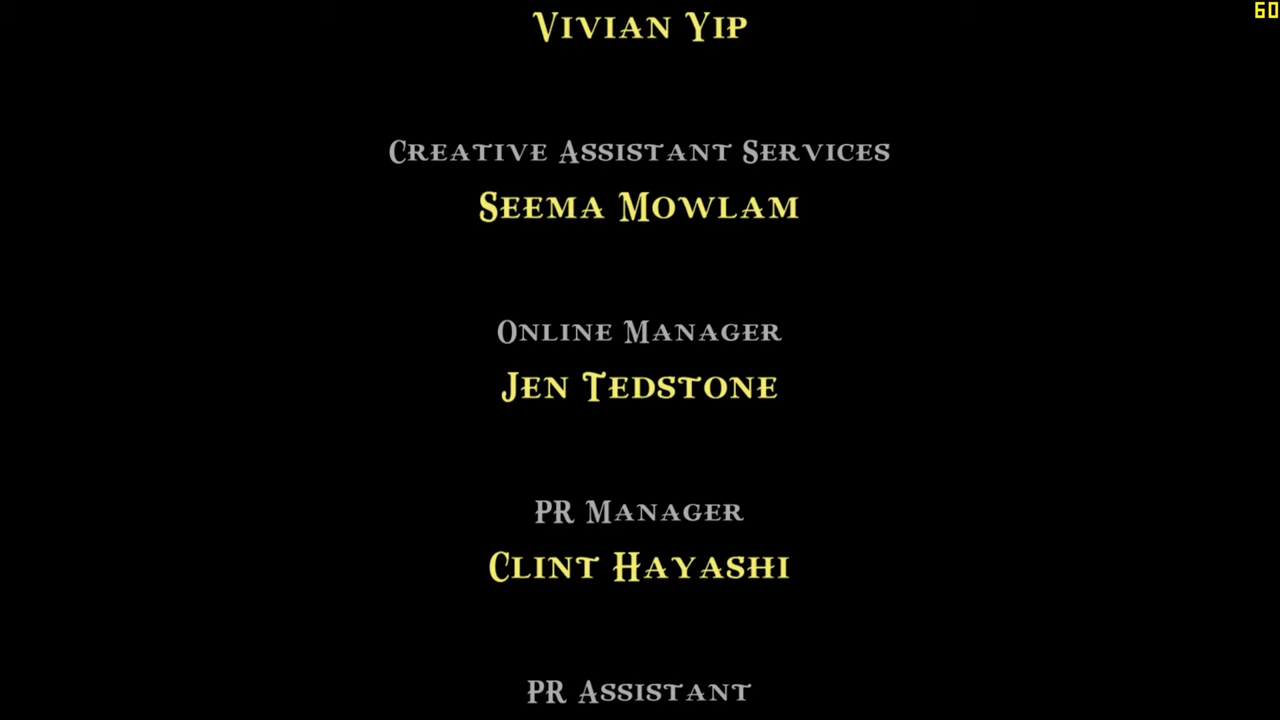 60
Vivian Yip
Creative Assistant Services
Seema Mowlam
Online Manager
Jen Tedstone
PR Manager
Clint Hayashi
PR Assistant